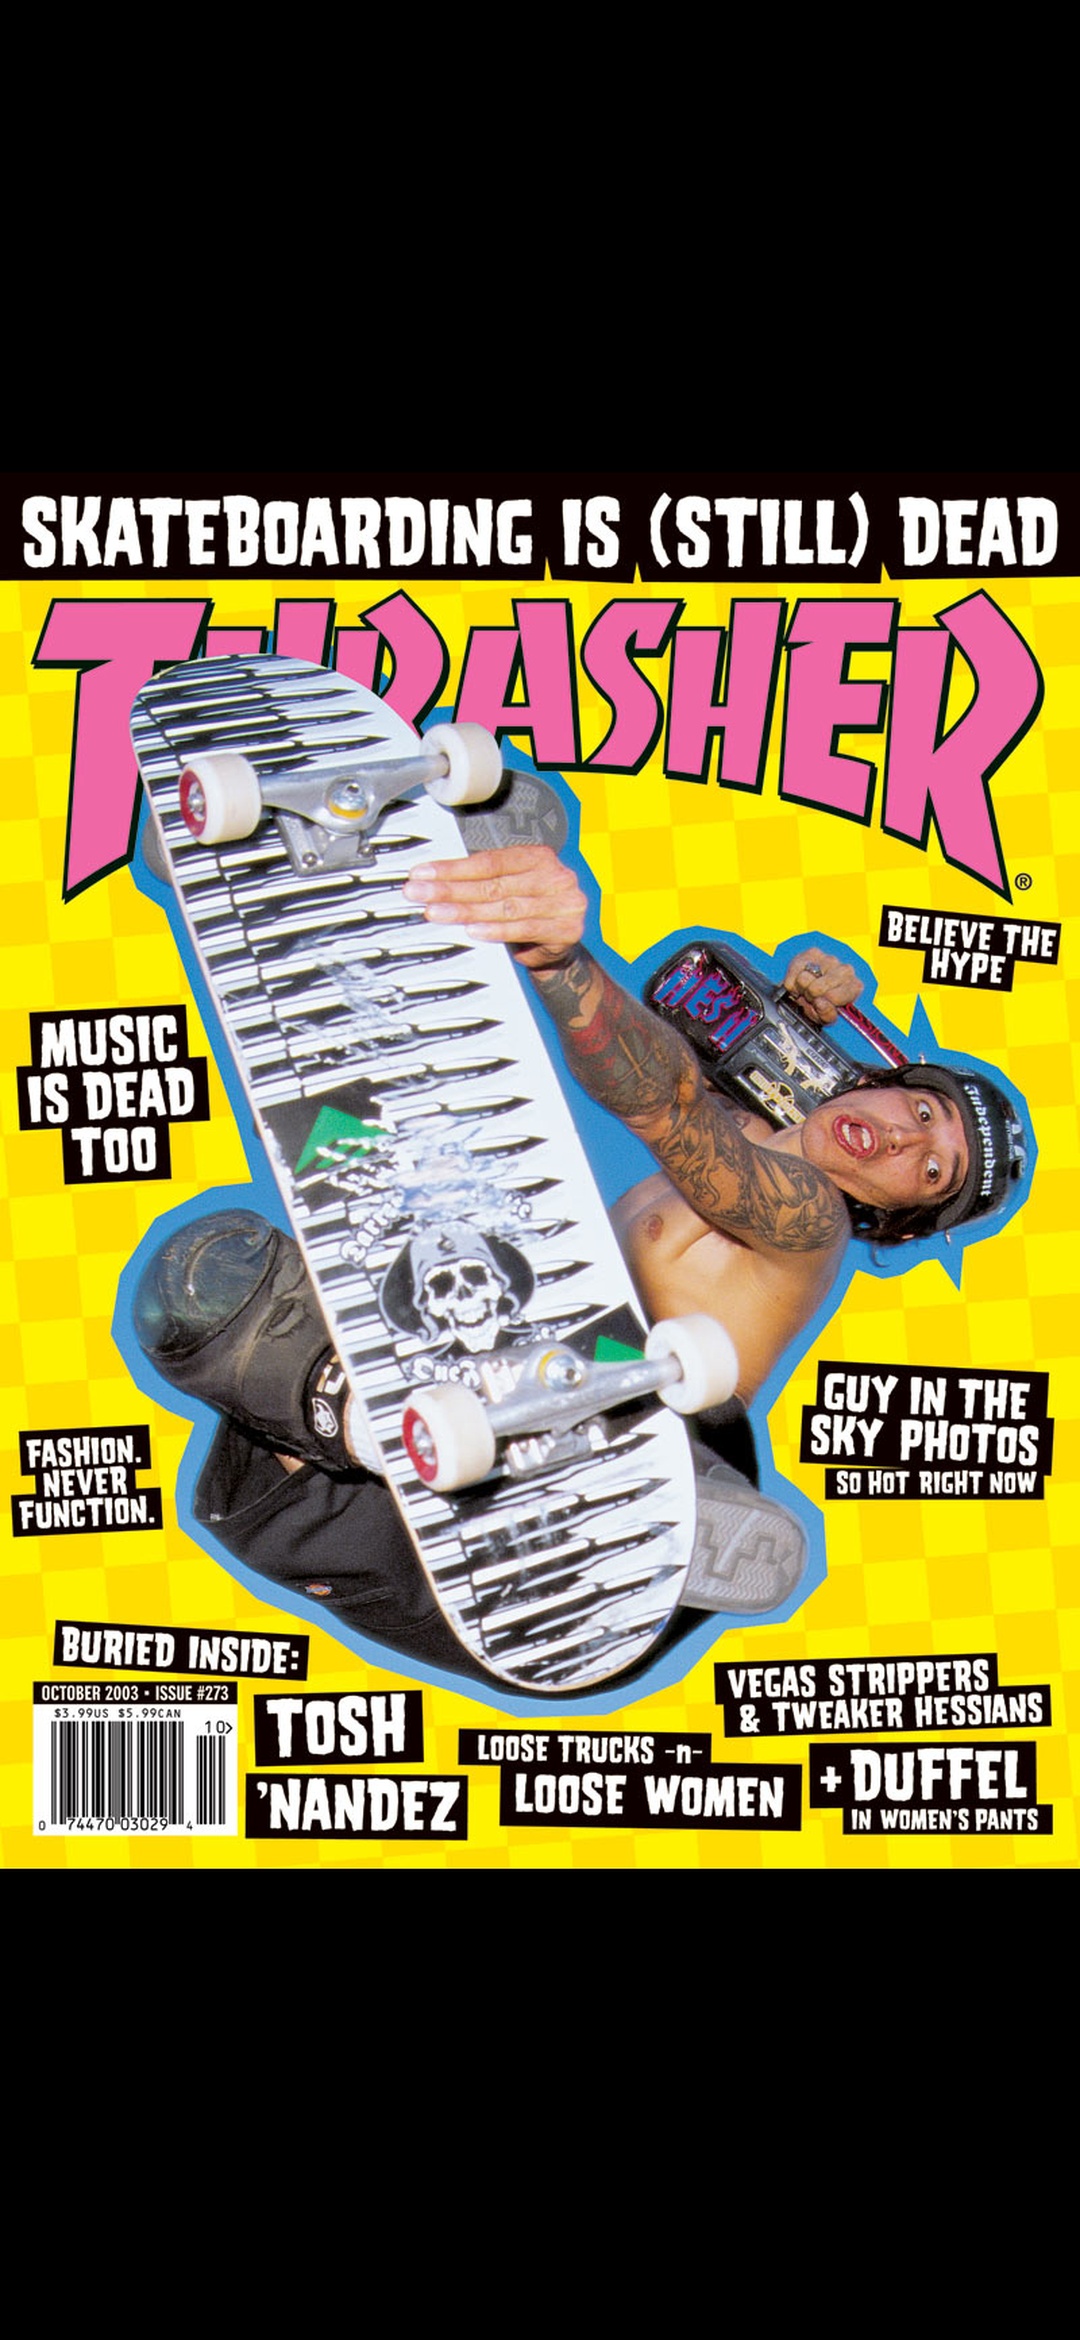 SKATEBOARDING IS (STILL) DEAD
THRASHER
®
BELIEVE THE
HYPE
MUSIC
IS DEAD
TOO
Independent
GUY IN THE
SKY PHOTOS
SO HOT RIGHT NOW
FASHION.
NEVER
FUNCTION.
BURIED INSIDE:
OCTOBER 2003 • ISSUE #273
$3.99US $5.99CAN
10>
0 74470 03029 4
TOSH
'NANDEZ
LOOSE TRUCKS -n-
LOOSE WOMEN
VEGAS STRIPPERS
& TWEAKER HESSIANS
+ DUFFEL
IN WOMEN'S PANTS